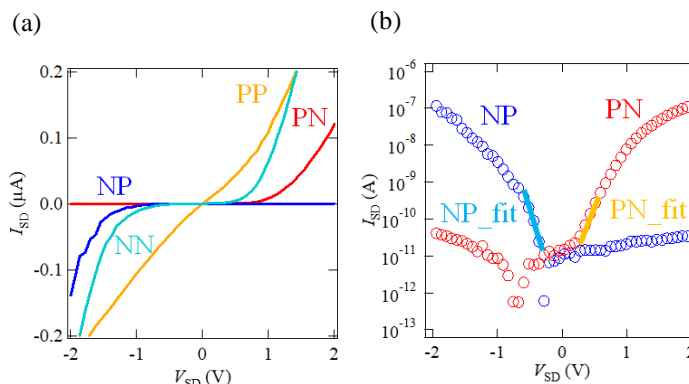 (a)
0.2
0.1
0.0
-0.1
-0.2
I_SD (µA)
PP
PN
NP
NN
-2
-1
0
1
2
V_SD (V)
(b)
10^-6
10^-7
10^-8
10^-9
10^-10
10^-11
10^-12
10^-13
I_SD (A)
NP
PN
NP_fit
PN_fit
-2
-1
0
1
2
V_SD (V)